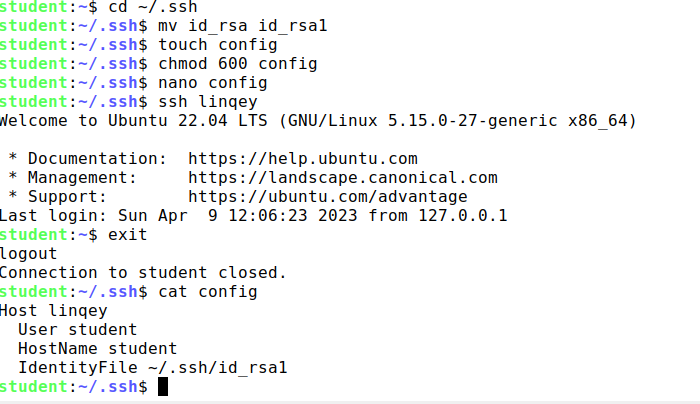 student:~$ cd ~/.ssh
student:~/.ssh$ mv id_rsa id_rsa1
student:~/.ssh$ touch config
student:~/.ssh$ chmod 600 config
student:~/.ssh$ nano config
student:~/.ssh$ ssh linqey
Welcome to Ubuntu 22.04 LTS (GNU/Linux 5.15.0-27-generic x86_64)

 * Documentation:  https://help.ubuntu.com
 * Management:     https://landscape.canonical.com
 * Support:        https://ubuntu.com/advantage
Last login: Sun Apr  9 12:06:23 2023 from 127.0.0.1
student:~$ exit
logout
Connection to student closed.
student:~/.ssh$ cat config
Host linqey
  User student
  HostName student
  IdentityFile ~/.ssh/id_rsa1
student:~/.ssh$